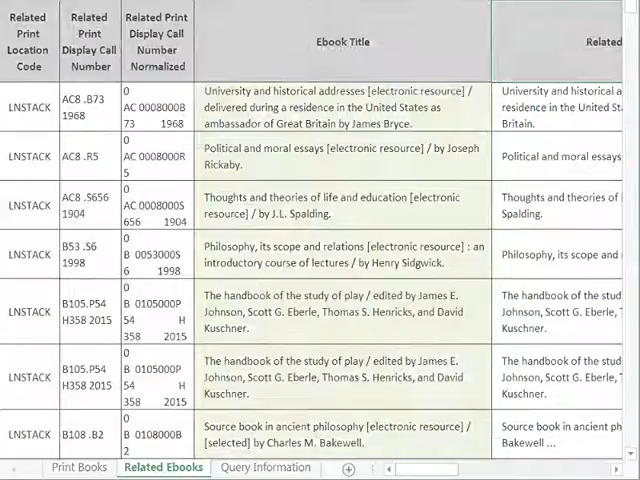 Related Print Location Code
Related Print Display Call Number
Related Print Display Call Number Normalized
Ebook Title
Related
LNSTACK
AC8 .B73
1968
0
AC 0008000B
73 1968
University and historical addresses [electronic resource] /
delivered during a residence in the United States as
ambassador of Great Britain by James Bryce.
University and historical a
residence in the United St
Britain.
LNSTACK
AC8 .R5
0
AC 0008000R
5
Political and moral essays [electronic resource] / by Joseph
Rickaby.
Political and moral essays
LNSTACK
AC8 .S656
1904
0
AC 0008000S
656 1904
Thoughts and theories of life and education [electronic
resource] / by J.L. Spalding.
Thoughts and theories of
Spalding.
LNSTACK
B53 .S6
1998
0
B 0053000S
6 1998
Philosophy, its scope and relations [electronic resource] : an
introductory course of lectures / by Henry Sidgwick.
Philosophy, its scope and
LNSTACK
B105.P54
H358 2015
0
B 0105000P
54 H
358 2015
The handbook of the study of play / edited by James E.
Johnson, Scott G. Eberle, Thomas S. Henricks, and David
Kuschner.
The handbook of the stud
Johnson, Scott G. Eberle, T
Kuschner.
LNSTACK
B105.P54
H358 2015
0
B 0105000P
54 H
358 2015
The handbook of the study of play / edited by James E.
Johnson, Scott G. Eberle, Thomas S. Henricks, and David
Kuschner.
The handbook of the stud
Johnson, Scott G. Eberle, T
Kuschner.
LNSTACK
B108 .B2
0
B 0108000B
2
Source book in ancient philosophy [electronic resource] /
[selected] by Charles M. Bakewell.
Source book in ancient ph
Bakewell ...
Print Books
Related Ebooks
Query Information